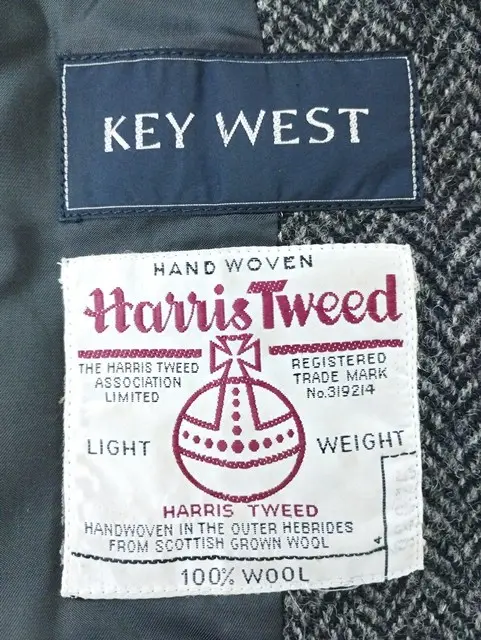 KEY WEST
HAND WOVEN
Harris Tweed
THE HARRIS TWEED
ASSOCIATION
LIMITED
REGISTERED
TRADE MARK
No.319214
LIGHT WEIGHT
HARRIS TWEED
HANDWOVEN IN THE OUTER HEBRIDES
FROM SCOTTISH GROWN WOOL
100% WOOL
4